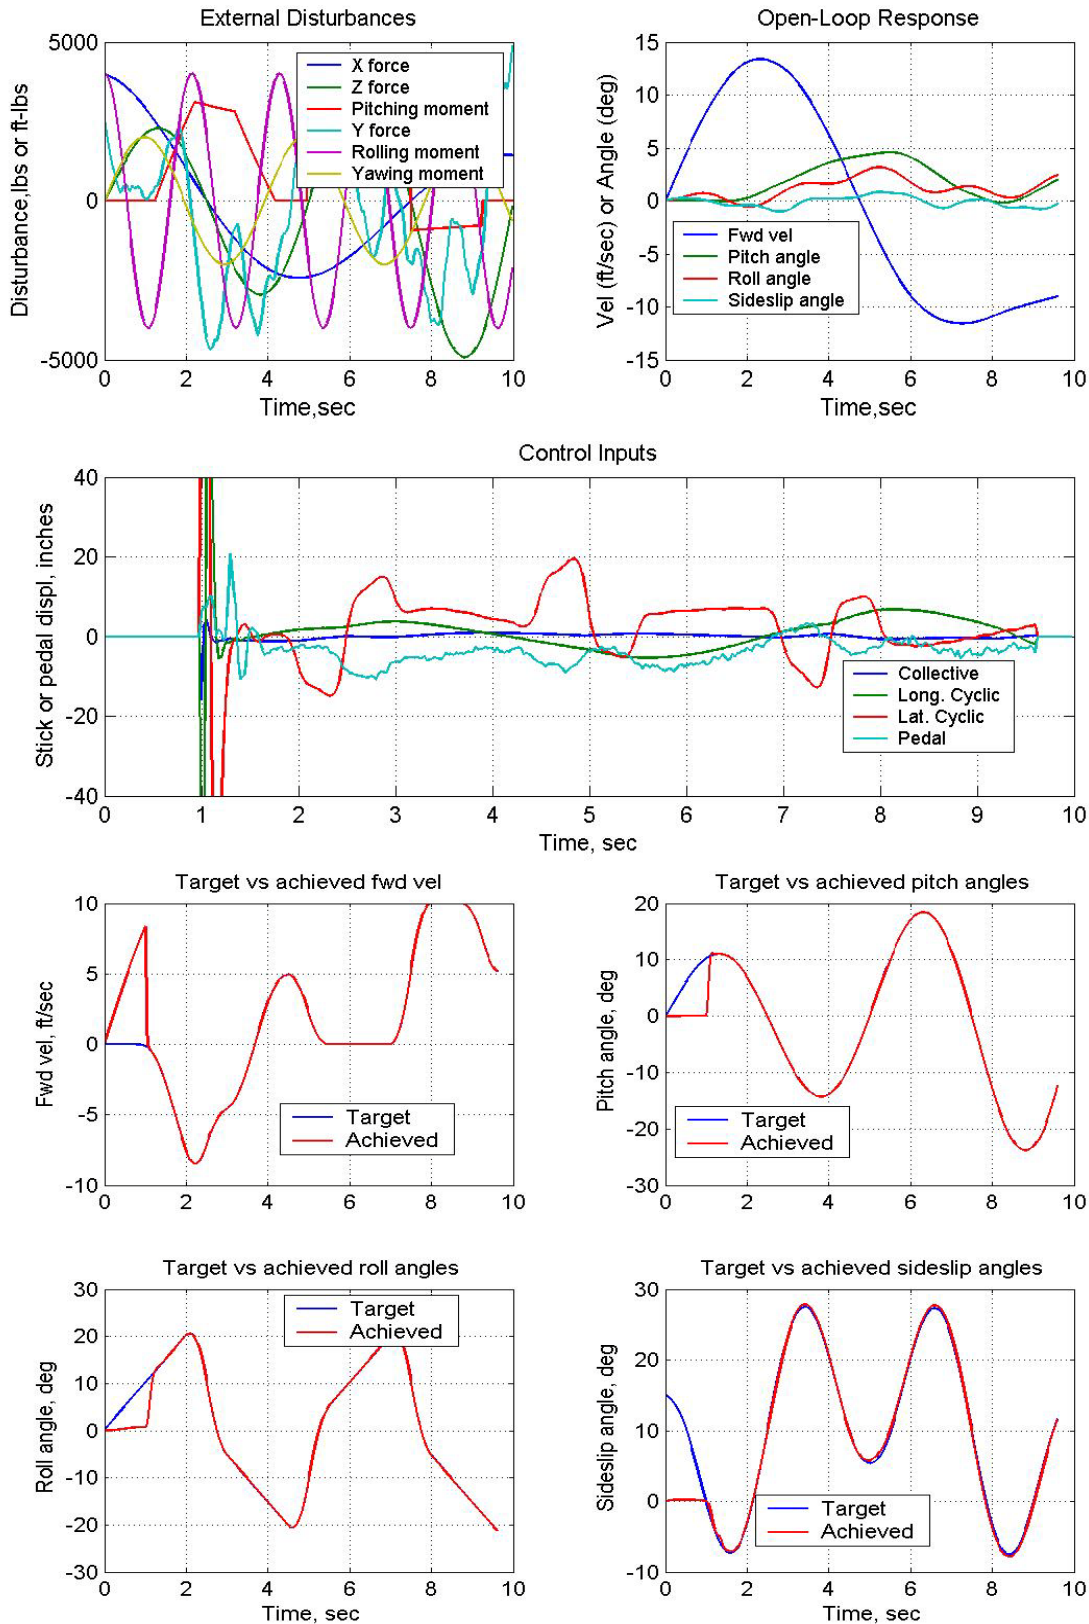 External Disturbances
5000
0
-5000
Disturbance,lbs or ft-lbs
X force
Z force
Pitching moment
Y force
Rolling moment
Yawing moment
0 2 4 6 8 10
Time,sec
Open-Loop Response
15
10
5
0
-5
-10
-15
Vel (ft/sec) or Angle (deg)
Fwd vel
Pitch angle
Roll angle
Sideslip angle
0 2 4 6 8 10
Time,sec
Control Inputs
40
20
0
-20
-40
Stick or pedal displ, inches
Collective
Long. Cyclic
Lat. Cyclic
Pedal
0 1 2 3 4 5 6 7 8 9 10
Time, sec
Target vs achieved fwd vel
10
5
0
-5
-10
Fwd vel, ft/sec
Target
Achieved
0 2 4 6 8 10
Target vs achieved pitch angles
20
10
0
-10
-20
-30
Pitch angle, deg
Target
Achieved
0 2 4 6 8 10
Target vs achieved roll angles
30
20
10
0
-10
-20
-30
Roll angle, deg
Target
Achieved
0 2 4 6 8 10
Time, sec
Target vs achieved sideslip angles
30
20
10
0
-10
Sideslip angle, deg
Target
Achieved
0 2 4 6 8 10
Time, sec